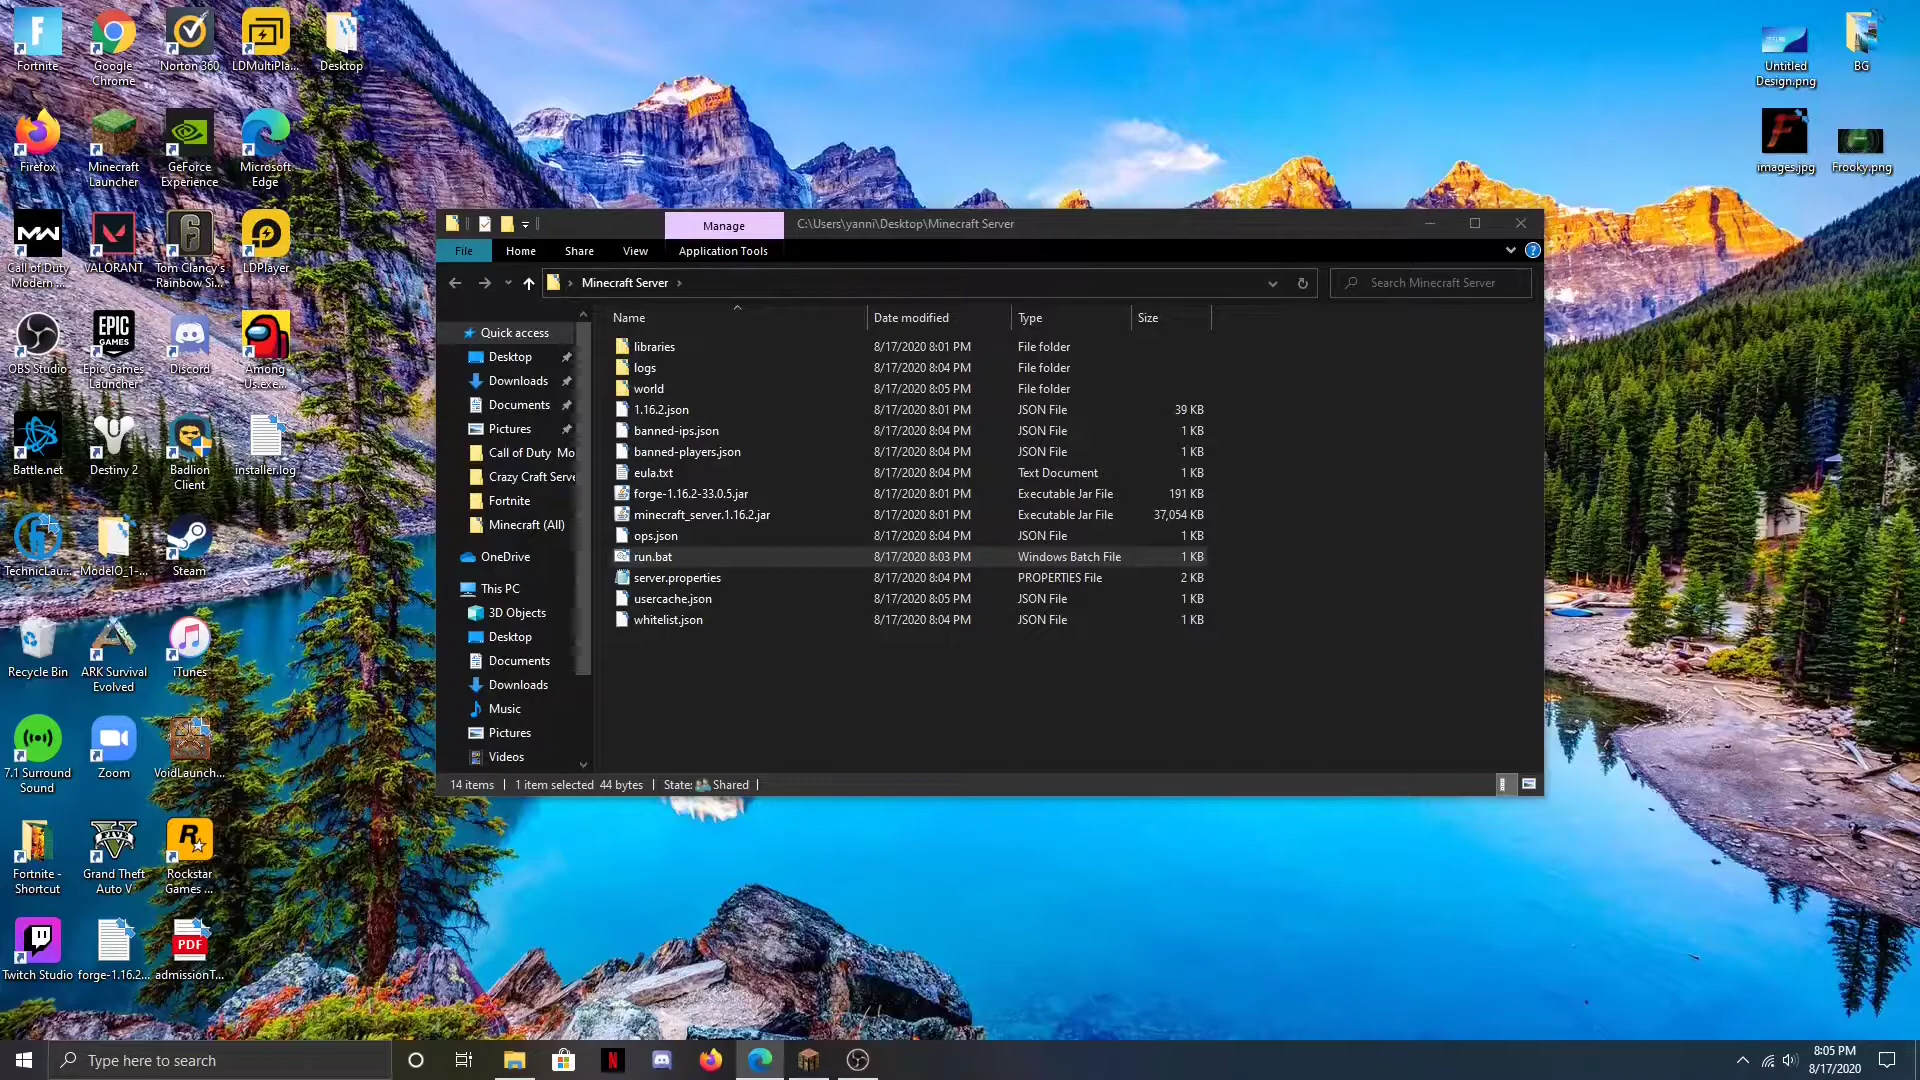 Fortnite
Google
Chrome
Norton 360
LDMultiPla...
Desktop
Untitled
Design.png
BG
Firefox
Minecraft
Launcher
GeForce
Experience
Microsoft
Edge
images.jpg
Frooky.png
Call of Duty
Modern ...
VALORANT
Tom Clancy's
Rainbow Si...
LDPlayer
OBS Studio
EPIC
GAMES
Epic Games
Launcher
Discord
Among
Us.exe...
Battle.net
Destiny 2
Badlion
Client
installer.log
TechnicLau...
ModelO_1-...
Steam
Recycle Bin
ARK Survival
Evolved
iTunes
7.1 Surround
Sound
Zoom
VoidLaunch...
Fortnite -
Shortcut
Grand Theft
Auto V
Rockstar
Games ...
PDF
Twitch Studio
forge-1.16.2...
admissionT...
Manage
C:\Users\yanni\Desktop\Minecraft Server
File
Home
Share
View
Application Tools
Minecraft Server
Search Minecraft Server
Name
Date modified
Type
Size
Quick access
Desktop
Downloads
Documents
Pictures
Call of Duty Mo
Crazy Craft Serve
Fortnite
Minecraft (All)
OneDrive
This PC
3D Objects
Desktop
Documents
Downloads
Music
Pictures
Videos
libraries 8/17/2020 8:01 PM File folder
logs 8/17/2020 8:04 PM File folder
world 8/17/2020 8:05 PM File folder
1.16.2.json 8/17/2020 8:01 PM JSON File 39 KB
banned-ips.json 8/17/2020 8:04 PM JSON File 1 KB
banned-players.json 8/17/2020 8:04 PM JSON File 1 KB
eula.txt 8/17/2020 8:04 PM Text Document 1 KB
forge-1.16.2-33.0.5.jar 8/17/2020 8:01 PM Executable Jar File 191 KB
minecraft_server.1.16.2.jar 8/17/2020 8:01 PM Executable Jar File 37,054 KB
ops.json 8/17/2020 8:04 PM JSON File 1 KB
run.bat 8/17/2020 8:03 PM Windows Batch File 1 KB
server.properties 8/17/2020 8:04 PM PROPERTIES File 2 KB
usercache.json 8/17/2020 8:05 PM JSON File 1 KB
whitelist.json 8/17/2020 8:04 PM JSON File 1 KB
14 items
1 item selected 44 bytes
State: Shared
Type here to search
8:05 PM
8/17/2020